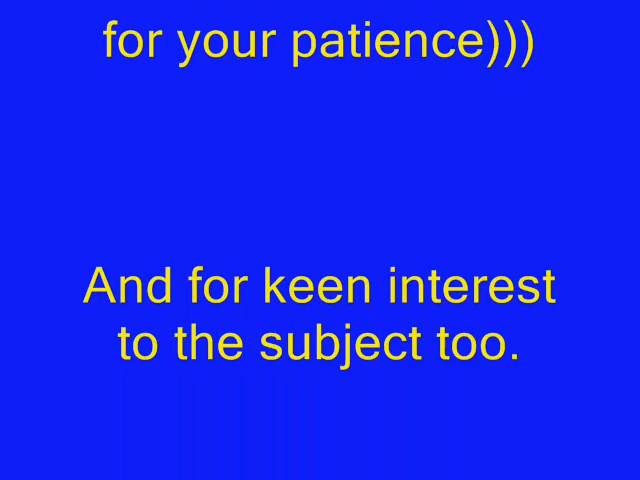 for your patience)))
And for keen interest
to the subject too.